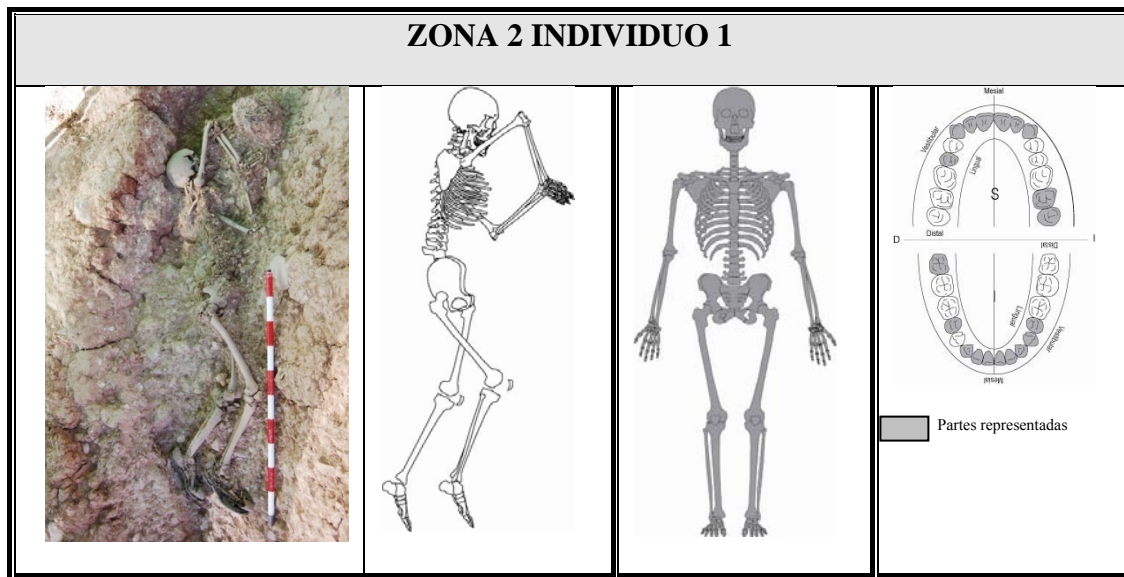 ZONA 2 INDIVIDUO 1
Mesial
Vestibular
Lingual
S
Distal
D
I
Distal
I
Lingual
Vestibular
Mesial
Partes representadas